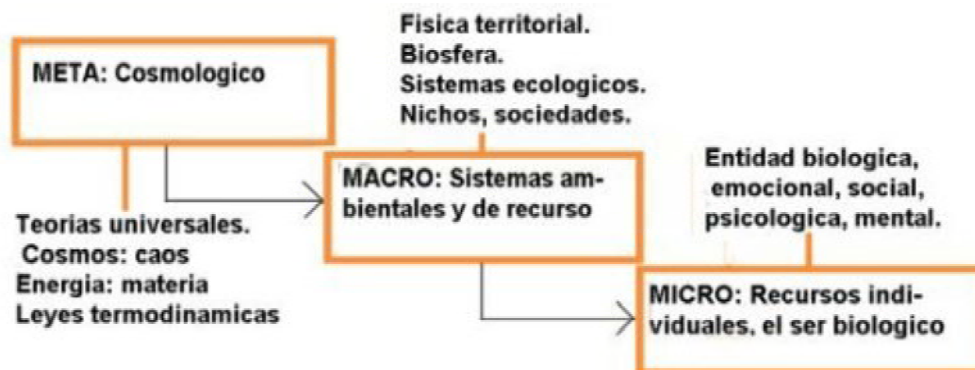 META: Cosmologico
Teorias universales.
Cosmos: caos
Energia: materia
Leyes termodinamicas
Fisica territorial.
Biosfera.
Sistemas ecologicos.
Nichos, sociedades.
MACRO: Sistemas am-
bientales y de recurso
Entidad biologica,
emocional, social,
psicologica, mental.
MICRO: Recursos indi-
viduales, el ser biologico